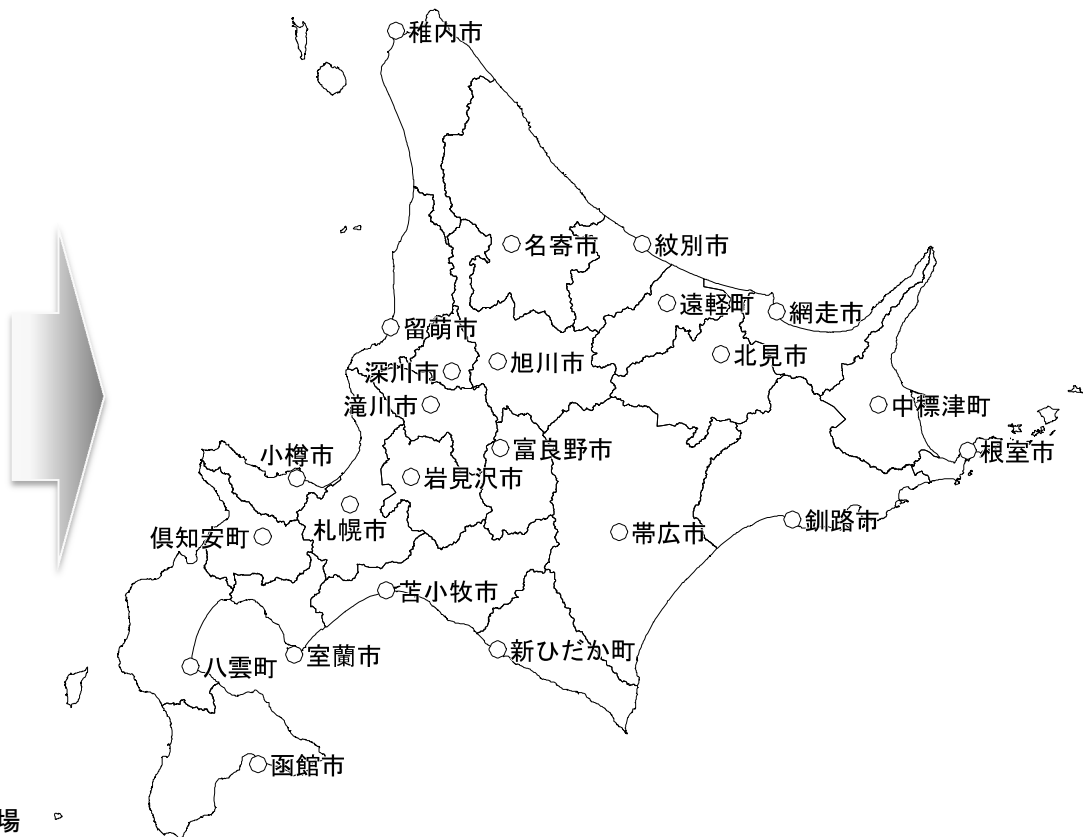 稚内市
名寄市
紋別市
遠軽町
網走市
留萌市
北見市
旭川市
深川市
滝川市
中標津町
富良野市
根室市
小樽市
岩見沢市
札幌市
釧路市
帯広市
倶知安町
苫小牧市
新ひだか町
室蘭市
八雲町
函館市
場